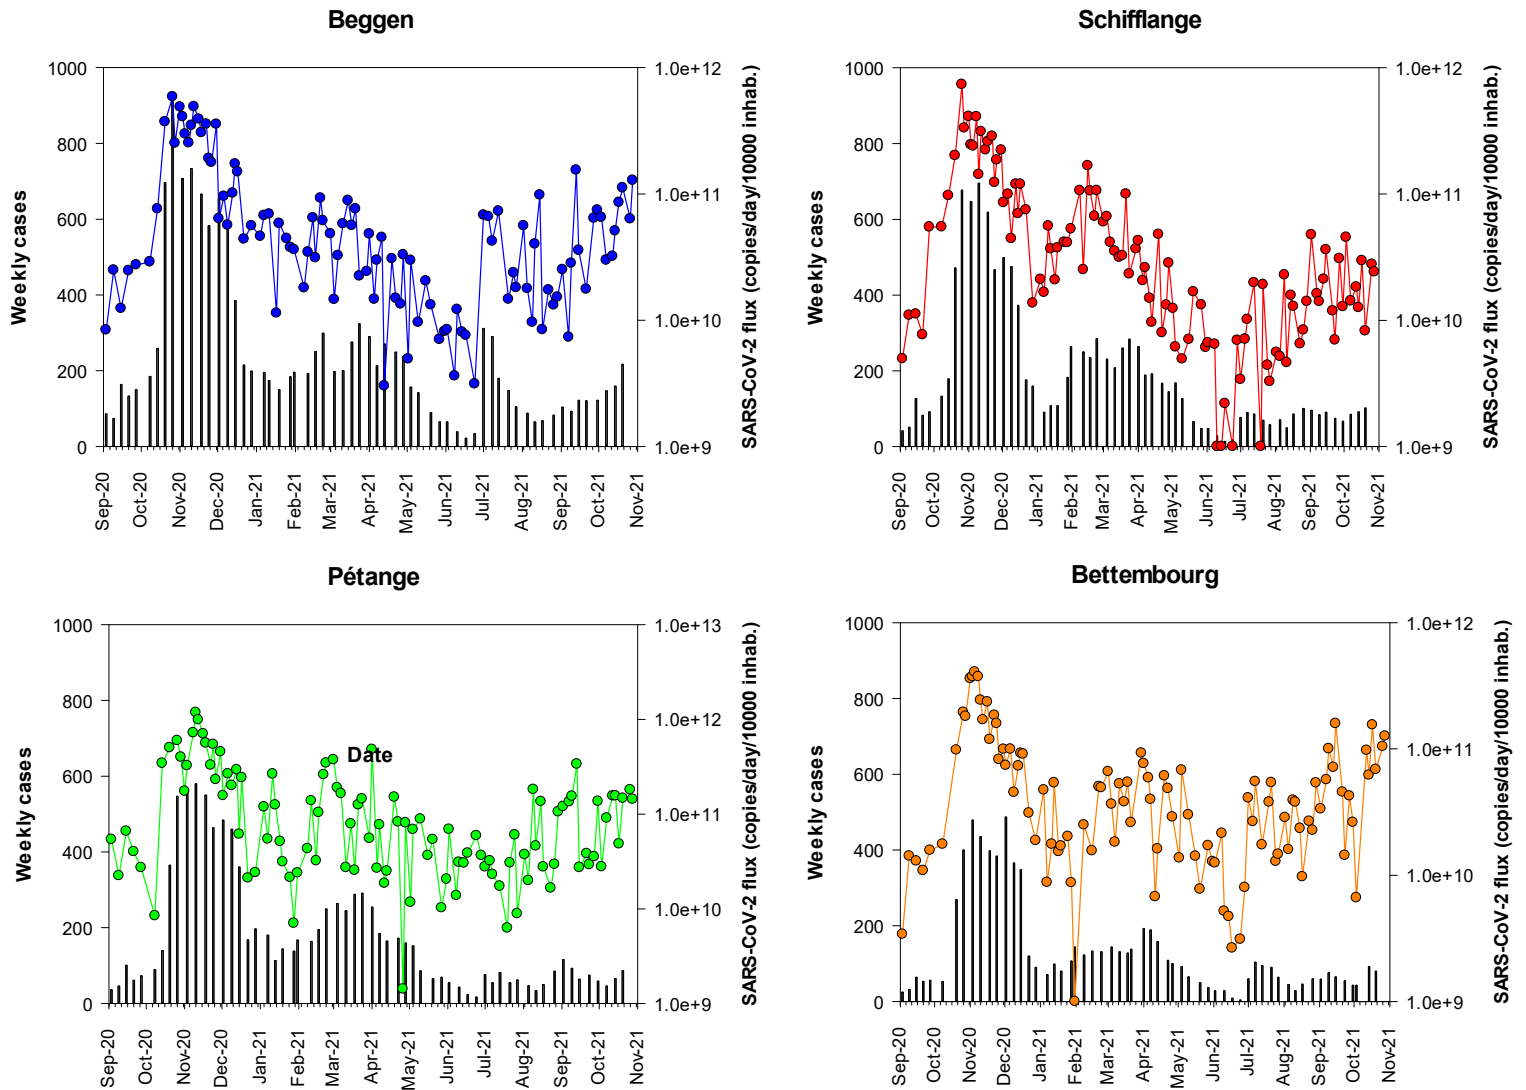 Beggen
Weekly cases
1000
800
600
400
200
0
1.0e+12
1.0e+11
1.0e+10
1.0e+9
SARS-CoV-2 flux (copies/day/10000 inhab.)
Sep-20
Oct-20
Nov-20
Dec-20
Jan-21
Feb-21
Mar-21
Apr-21
May-21
Jun-21
Jul-21
Aug-21
Sep-21
Oct-21
Nov-21
Schifflange
Weekly cases
1000
800
600
400
200
0
1.0e+12
1.0e+11
1.0e+10
1.0e+9
SARS-CoV-2 flux (copies/day/10000 inhab.)
Sep-20
Oct-20
Nov-20
Dec-20
Jan-21
Feb-21
Mar-21
Apr-21
May-21
Jun-21
Jul-21
Aug-21
Sep-21
Oct-21
Nov-21
Pétange
Weekly cases
1000
800
600
400
200
0
Date
1.0e+13
1.0e+12
1.0e+11
1.0e+10
1.0e+9
SARS-CoV-2 flux (copies/day/10000 inhab.)
Sep-20
Oct-20
Nov-20
Dec-20
Jan-21
Feb-21
Mar-21
Apr-21
May-21
Jun-21
Jul-21
Aug-21
Sep-21
Oct-21
Nov-21
Bettembourg
Weekly cases
1000
800
600
400
200
0
1.0e+12
1.0e+11
1.0e+10
1.0e+9
SARS-CoV-2 flux (copies/day/10000 inhab.)
Sep-20
Oct-20
Nov-20
Dec-20
Jan-21
Feb-21
Mar-21
Apr-21
May-21
Jun-21
Jul-21
Aug-21
Sep-21
Oct-21
Nov-21